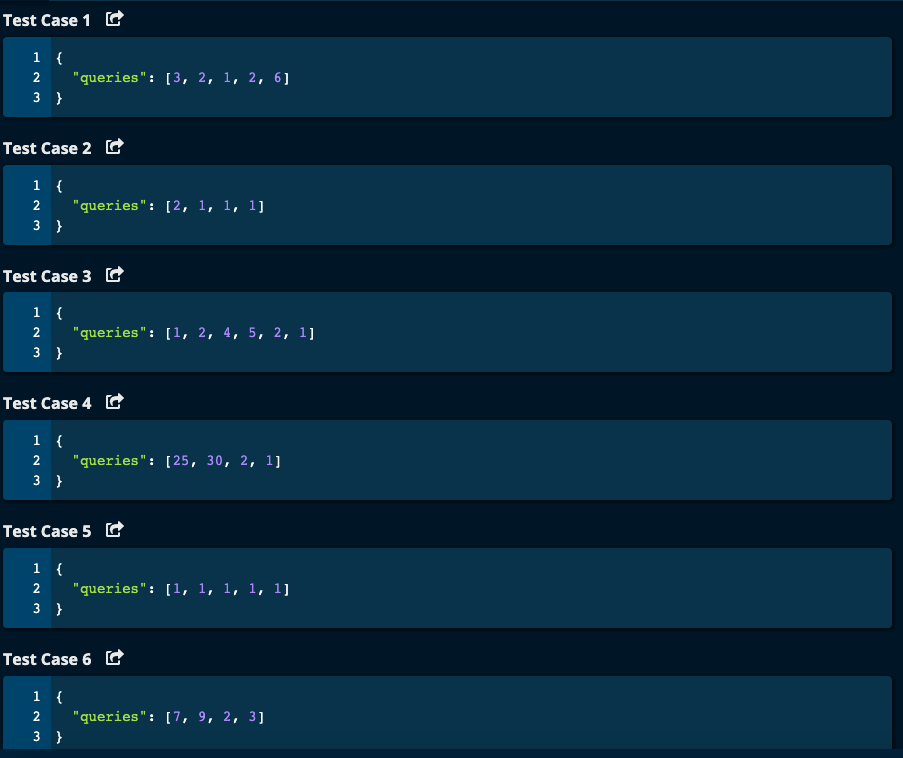 Test Case 1
1 {
2   "queries": [3, 2, 1, 2, 6]
3 }
Test Case 2
1 {
2   "queries": [2, 1, 1, 1]
3 }
Test Case 3
1 {
2   "queries": [1, 2, 4, 5, 2, 1]
3 }
Test Case 4
1 {
2   "queries": [25, 30, 2, 1]
3 }
Test Case 5
1 {
2   "queries": [1, 1, 1, 1, 1]
3 }
Test Case 6
1 {
2   "queries": [7, 9, 2, 3]
3 }